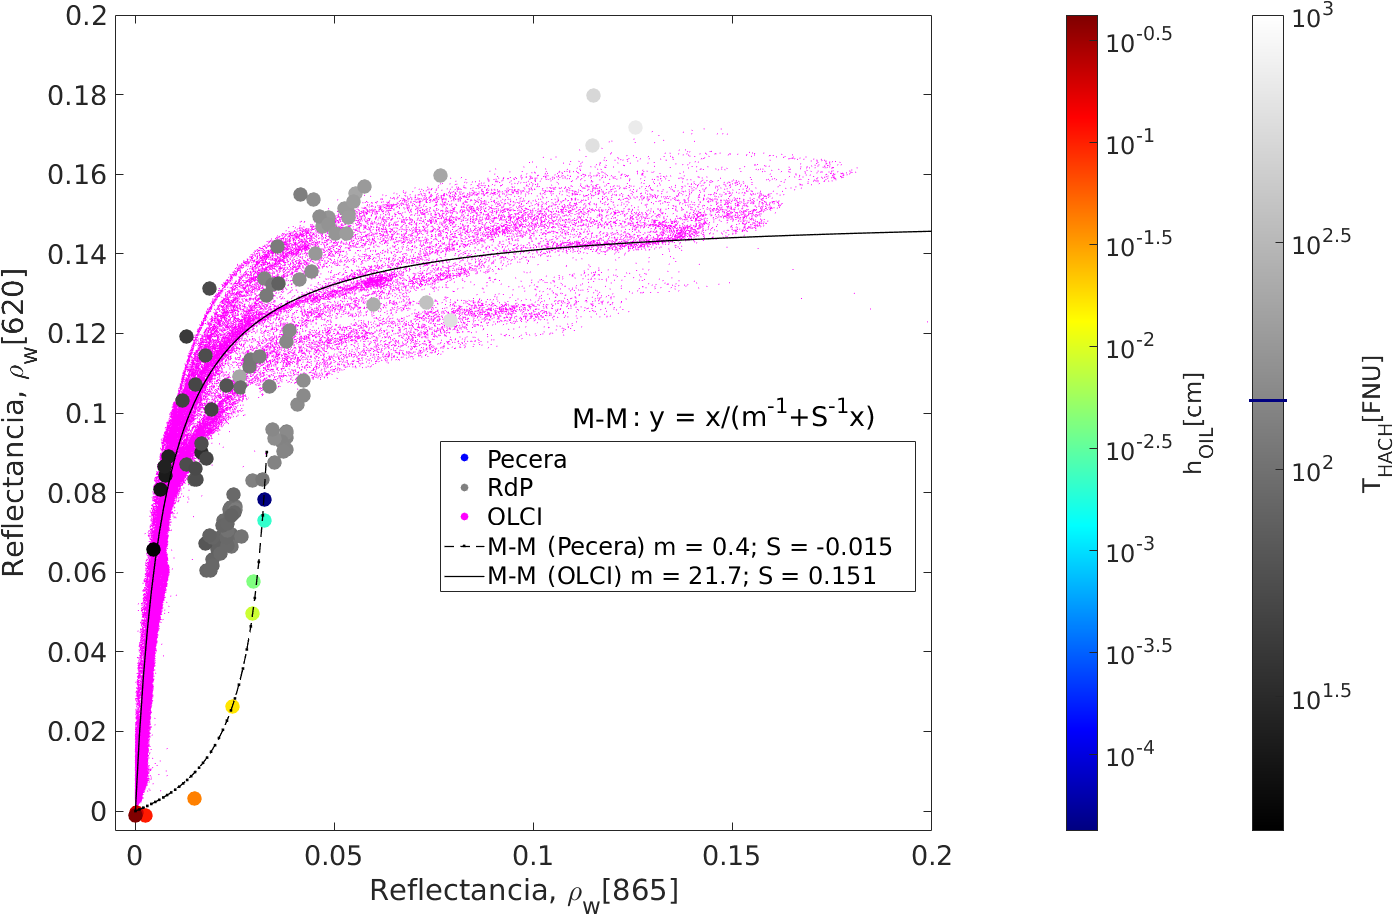 0.2
0.18
0.16
0.14
0.12
0.1
0.08
0.06
0.04
0.02
0
Reflectancia, ρw[620]
0 0.05 0.1 0.15 0.2
Reflectancia, ρw[865]
M-M: y = x/(m-1+S-1x)
Pecera
RdP
OLCI
M-M (Pecera) m = 0.4; S = -0.015
M-M (OLCI) m = 21.7; S = 0.151
10-0.5
10-1
10-1.5
10-2
10-2.5
10-3
10-3.5
10-4
hOIL[cm]
103
102.5
102
101.5
THACH[FNU]